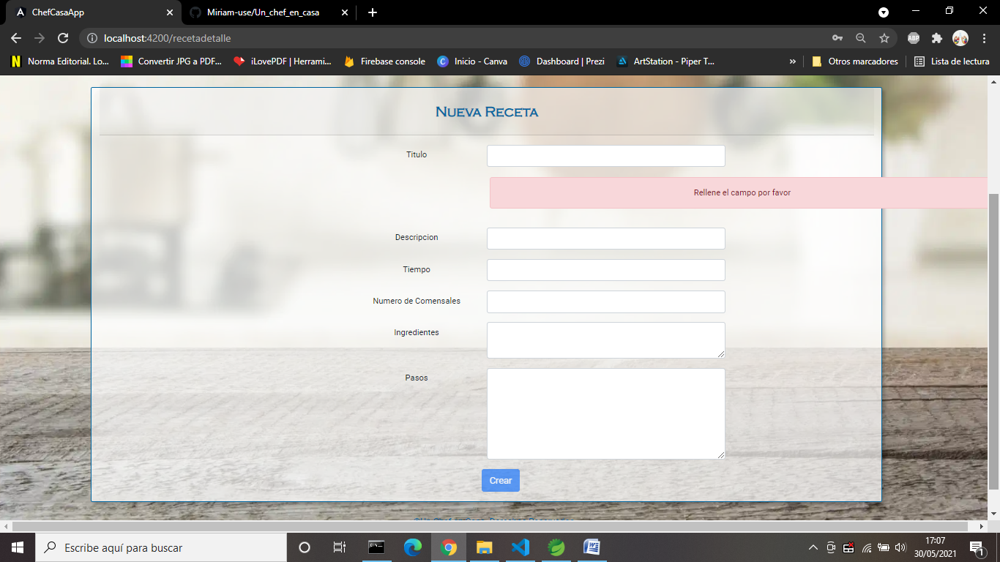 ChefCasaApp
Miriam-use/Un_chef_en_casa
localhost:4200/recetadetalle
ABP
N Norma Editorial. Lo...
Convertir JPG a PDF...
iLovePDF | Herrami...
Firebase console
C Inicio - Canva
Dashboard | Prezi
ArtStation - Piper T...
»
Otros marcadores
Lista de lectura
Nueva Receta
Titulo
Rellene el campo por favor
Descripcion
Tiempo
Numero de Comensales
Ingredientes
Pasos
Crear
Escribe aquí para buscar
17:07
30/05/2021
1